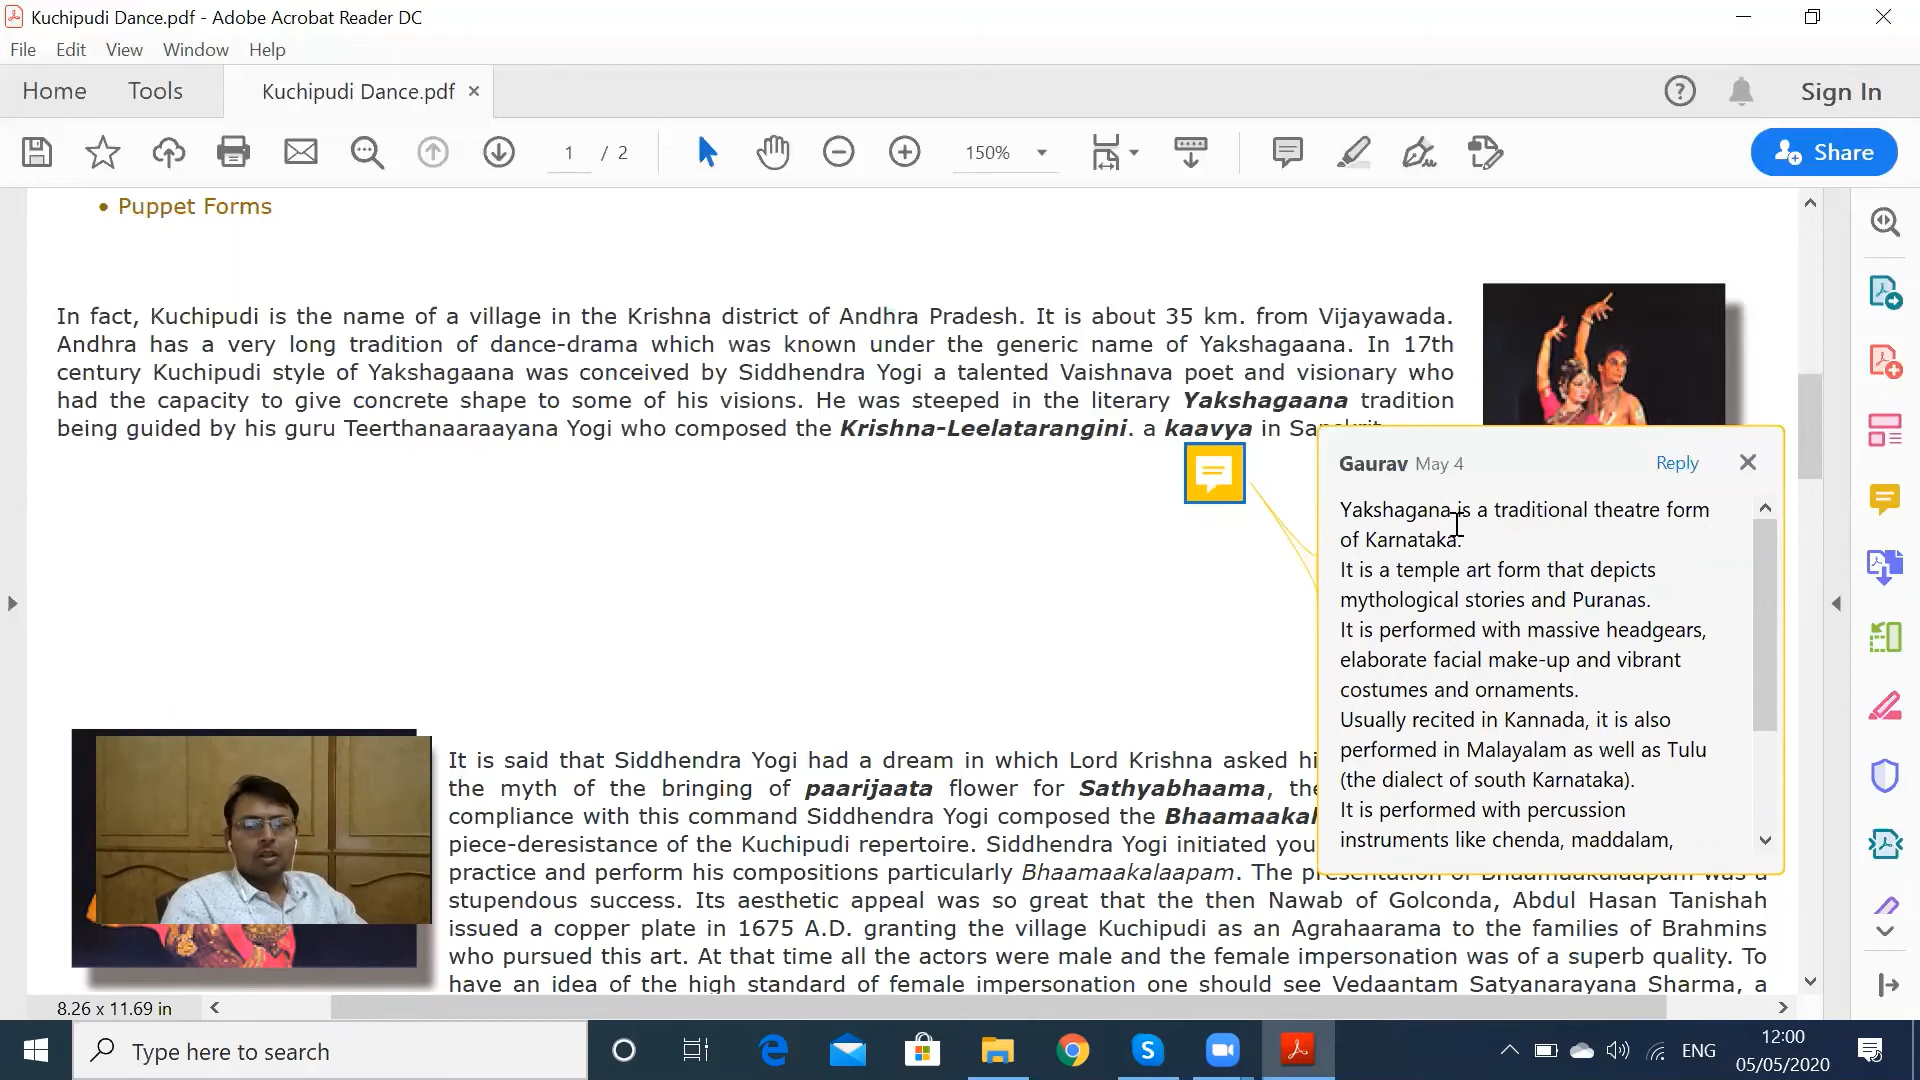 Kuchipudi Dance.pdf - Adobe Acrobat Reader DC
File Edit View Window Help
Home Tools Kuchipudi Dance.pdf Sign In
1 / 2 150% Share
• Puppet Forms
In fact, Kuchipudi is the name of a village in the Krishna district of Andhra Pradesh. It is about 35 km. from Vijayawada.
Andhra has a very long tradition of dance-drama which was known under the generic name of Yakshagaana. In 17th
century Kuchipudi style of Yakshagaana was conceived by Siddhendra Yogi a talented Vaishnava poet and visionary who
had the capacity to give concrete shape to some of his visions. He was steeped in the literary Yakshagaana tradition
being guided by his guru Teerthanaaraayana Yogi who composed the Krishna-Leelatarangini. a kaavya in Sanskrit.
Gaurav May 4 Reply
Yakshagana is a traditional theatre form
of Karnataka.
It is a temple art form that depicts
mythological stories and Puranas.
It is performed with massive headgears,
elaborate facial make-up and vibrant
costumes and ornaments.
Usually recited in Kannada, it is also
performed in Malayalam as well as Tulu
(the dialect of south Karnataka).
It is performed with percussion
instruments like chenda, maddalam,
It is said that Siddhendra Yogi had a dream in which Lord Krishna asked
the myth of the bringing of paarijaata flower for Sathyabhaama,
compliance with this command Siddhendra Yogi composed the
piece-deresistance of the Kuchipudi repertoire. Siddhendra Yogi initiated
practice and perform his compositions particularly Bhaamaakalaapam. The presentation of Bhaamaakalaapam was a
stupendous success. Its aesthetic appeal was so great that the then Nawab of Golconda, Abdul Hasan Tanishah
issued a copper plate in 1675 A.D. granting the village Kuchipudi as an Agrahaarama to the families of Brahmins
who pursued this art. At that time all the actors were male and the female impersonation was of a superb quality. To
have an idea of the high standard of female impersonation one should see Vedaantam Satyanarayana Sharma, a
8.26 x 11.69 in
Type here to search
ENG
12:00
05/05/2020